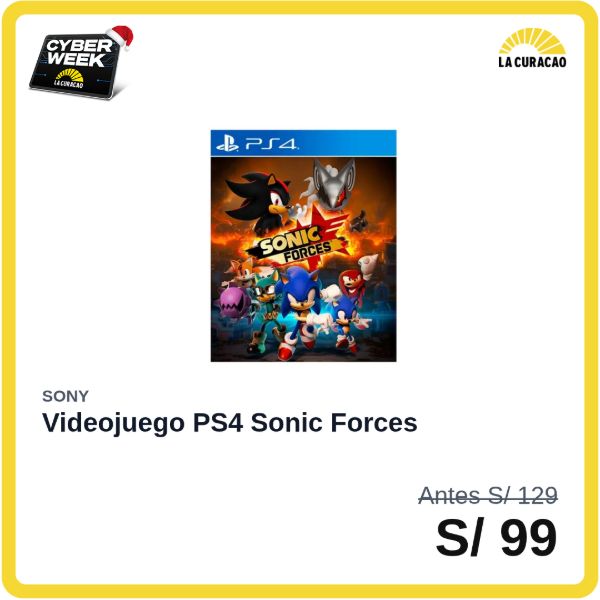 CYBER
WEEK
LA CURACAO
LA CURACAO
PS4
SONIC
FORCES
SONY
Videojuego PS4 Sonic Forces
Antes S/ 129
S/ 99